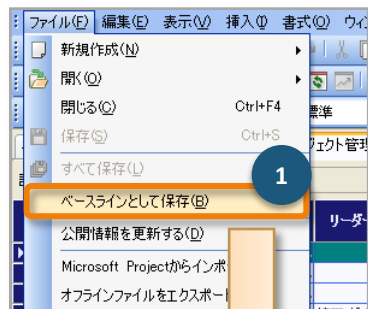 ファイル(F) 編集(E) 表示(V) 挿入(I) 書式(O)
新規作成(N)
開く(O)
閉じる(C) Ctrl+F4
標準
保存(S) Ctrl+S
すべて保存(L)
1
ベースラインとして保存(B)
公開情報を更新する(D)
Microsoft Projectからインポ
オフラインファイルをエクスポート
ジェクト管理
リーダー